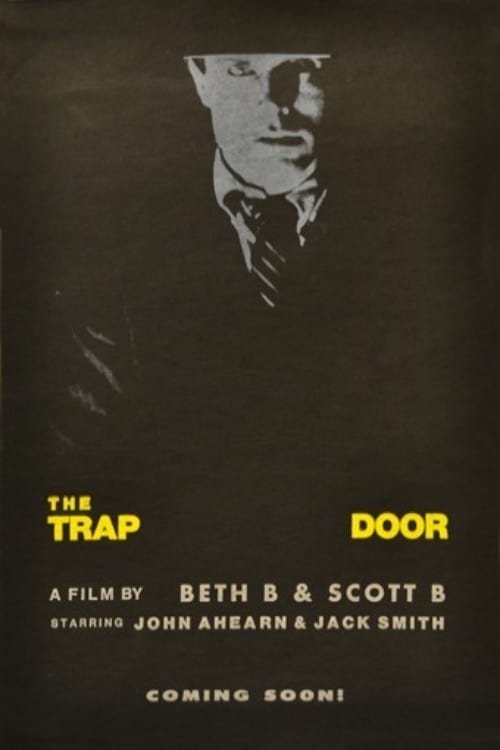 THE
TRAP DOOR
A FILM BY BETH B & SCOTT B
STARRING JOHN AHEARN & JACK SMITH
COMING SOON!